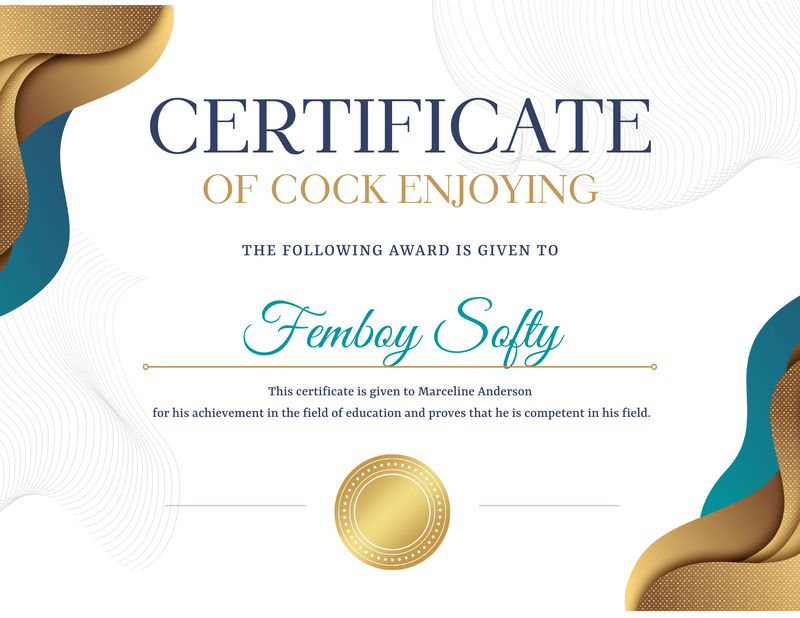 CERTIFICATE
OF COCK ENJOYING
THE FOLLOWING AWARD IS GIVEN TO
Femboy Softy
This certificate is given to Marceline Anderson
for his achievement in the field of education and proves that he is competent in his field.